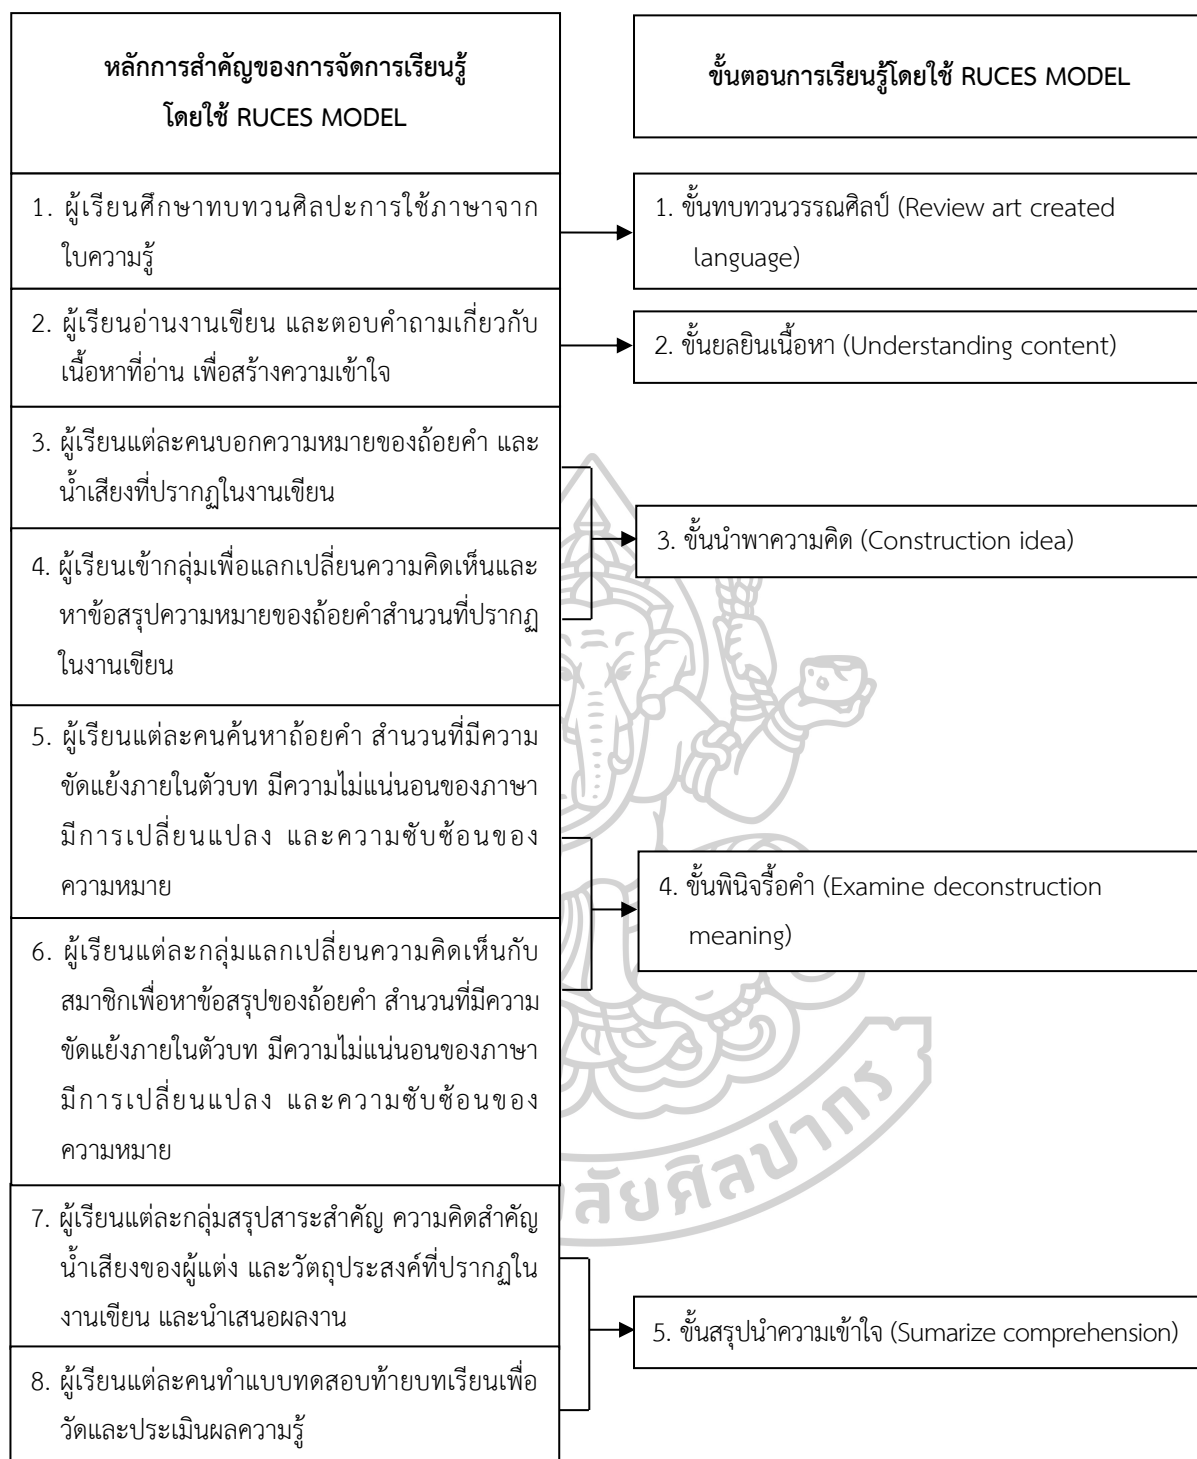 หลักการสำคัญของการจัดการเรียนรู้
โดยใช้ RUCES MODEL
ขั้นตอนการเรียนรู้โดยใช้ RUCES MODEL
1. ผู้เรียนศึกษาทบทวนศิลปะการใช้ภาษาจาก
ใบความรู้
1. ขั้นทบทวนวรรณศิลป์ (Review art created
language)
2. ผู้เรียนอ่านงานเขียน และตอบคำถามเกี่ยวกับ
เนื้อหาที่อ่าน เพื่อสร้างความเข้าใจ
2. ขั้นยลยินเนื้อหา (Understanding content)
3. ผู้เรียนแต่ละคนบอกความหมายของถ้อยคำ และ
น้ำเสียงที่ปรากฏในงานเขียน
4. ผู้เรียนเข้ากลุ่มเพื่อแลกเปลี่ยนความคิดเห็นและ
หาข้อสรุปความหมายของถ้อยคำสำนวนที่ปรากฏ
ในงานเขียน
3. ขั้นนำพาความคิด (Construction idea)
5. ผู้เรียนแต่ละคนค้นหาถ้อยคำ สำนวนที่มีความ
ขัดแย้งภายในตัวบท มีความไม่แน่นอนของภาษา
มีการเปลี่ยนแปลง และความซับซ้อนของ
ความหมาย
6. ผู้เรียนแต่ละกลุ่มแลกเปลี่ยนความคิดเห็นกับ
สมาชิกเพื่อหาข้อสรุปของถ้อยคำ สำนวนที่มีความ
ขัดแย้งภายในตัวบท มีความไม่แน่นอนของภาษา
มีการเปลี่ยนแปลง และความซับซ้อนของ
ความหมาย
4. ขั้นพินิจรื้อคำ (Examine deconstruction
meaning)
7. ผู้เรียนแต่ละกลุ่มสรุปสาระสำคัญ ความคิดสำคัญ
น้ำเสียงของผู้แต่ง และวัตถุประสงค์ที่ปรากฏใน
งานเขียน และนำเสนอผลงาน
8. ผู้เรียนแต่ละคนทำแบบทดสอบท้ายบทเรียนเพื่อ
วัดและประเมินผลความรู้
5. ขั้นสรุปนำความเข้าใจ (Sumarize comprehension)
ลัยศิลปากร